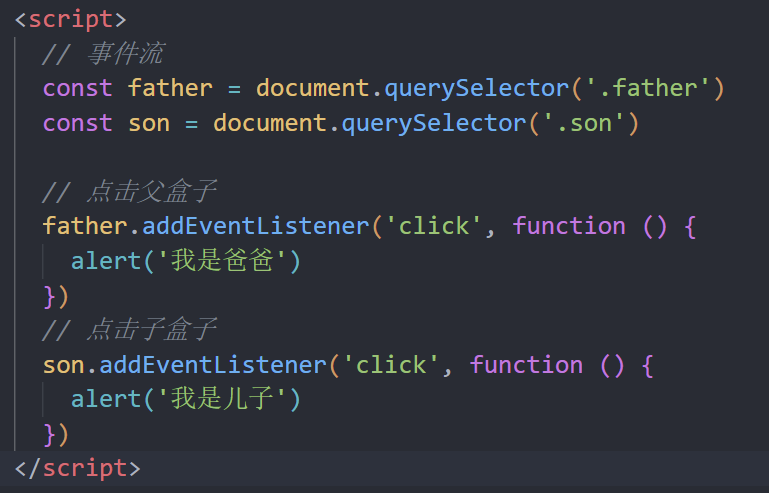 <script>
// 事件流
const father = document.querySelector('.father')
const son = document.querySelector('.son')
// 点击父盒子
father.addEventListener('click', function () {
alert('我是爸爸')
})
// 点击子盒子
son.addEventListener('click', function () {
alert('我是儿子')
})
</script>